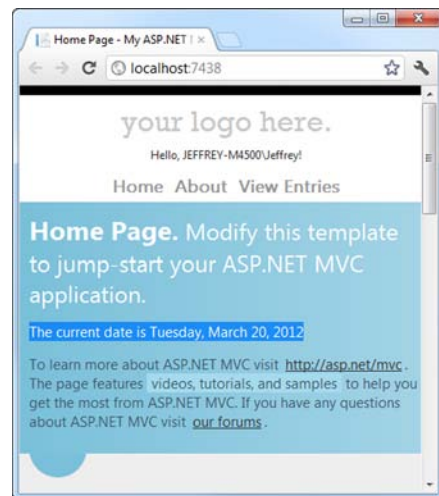 Home Page - My ASP.NET
localhost:7438
your logo here.
Hello, JEFFREY-M4500\Jeffrey!
Home About View Entries
Home Page. Modify this template
to jump-start your ASP.NET MVC
application.
The current date is Tuesday, March 20, 2012
To learn more about ASP.NET MVC visit http://asp.net/mvc .
The page features videos, tutorials, and samples to help you
get the most from ASP.NET MVC. If you have any questions
about ASP.NET MVC visit our forums .